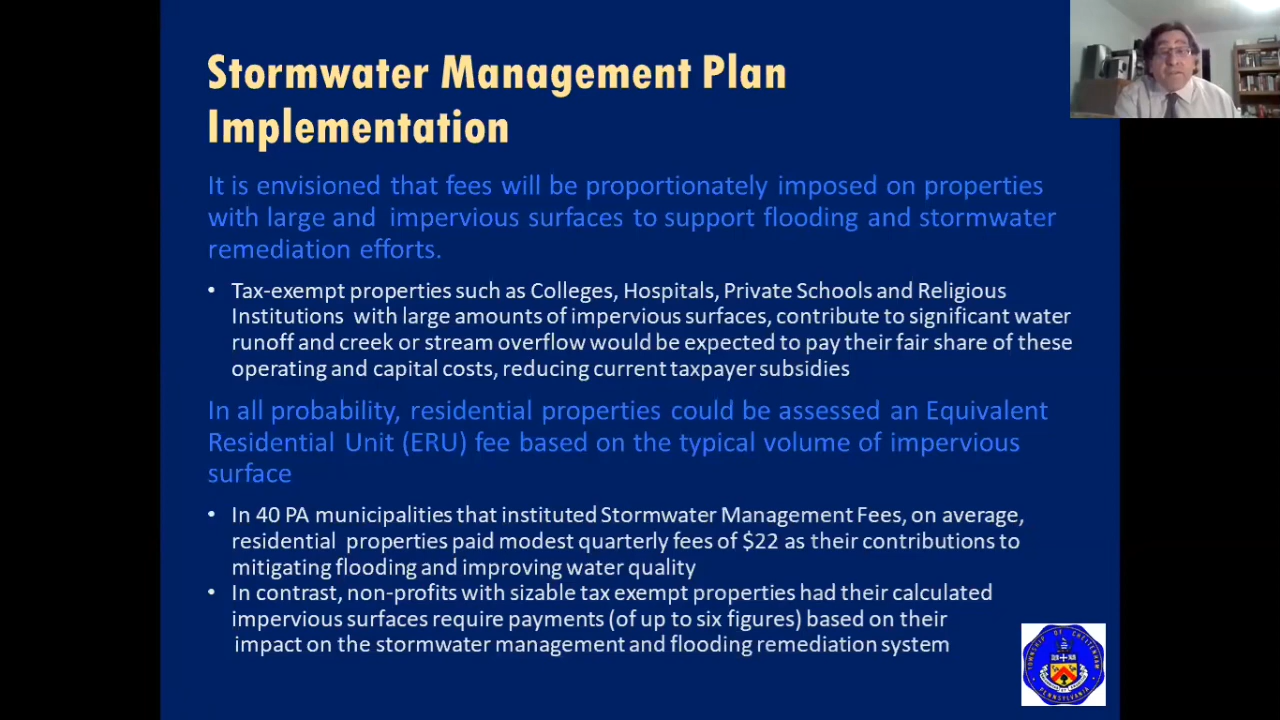 Stormwater Management Plan
Implementation
It is envisioned that fees will be proportionately imposed on properties
with large and impervious surfaces to support flooding and stormwater
remediation efforts.
• Tax-exempt properties such as Colleges, Hospitals, Private Schools and Religious
Institutions with large amounts of impervious surfaces, contribute to significant water
runoff and creek or stream overflow would be expected to pay their fair share of these
operating and capital costs, reducing current taxpayer subsidies
In all probability, residential properties could be assessed an Equivalent
Residential Unit (ERU) fee based on the typical volume of impervious
surface
• In 40 PA municipalities that instituted Stormwater Management Fees, on average,
residential properties paid modest quarterly fees of $22 as their contributions to
mitigating flooding and improving water quality
• In contrast, non-profits with sizable tax exempt properties had their calculated
impervious surfaces require payments (of up to six figures) based on their
impact on the stormwater management and flooding remediation system
TOWNSHIP OF CHELTENHAM
PENNSYLVANIA